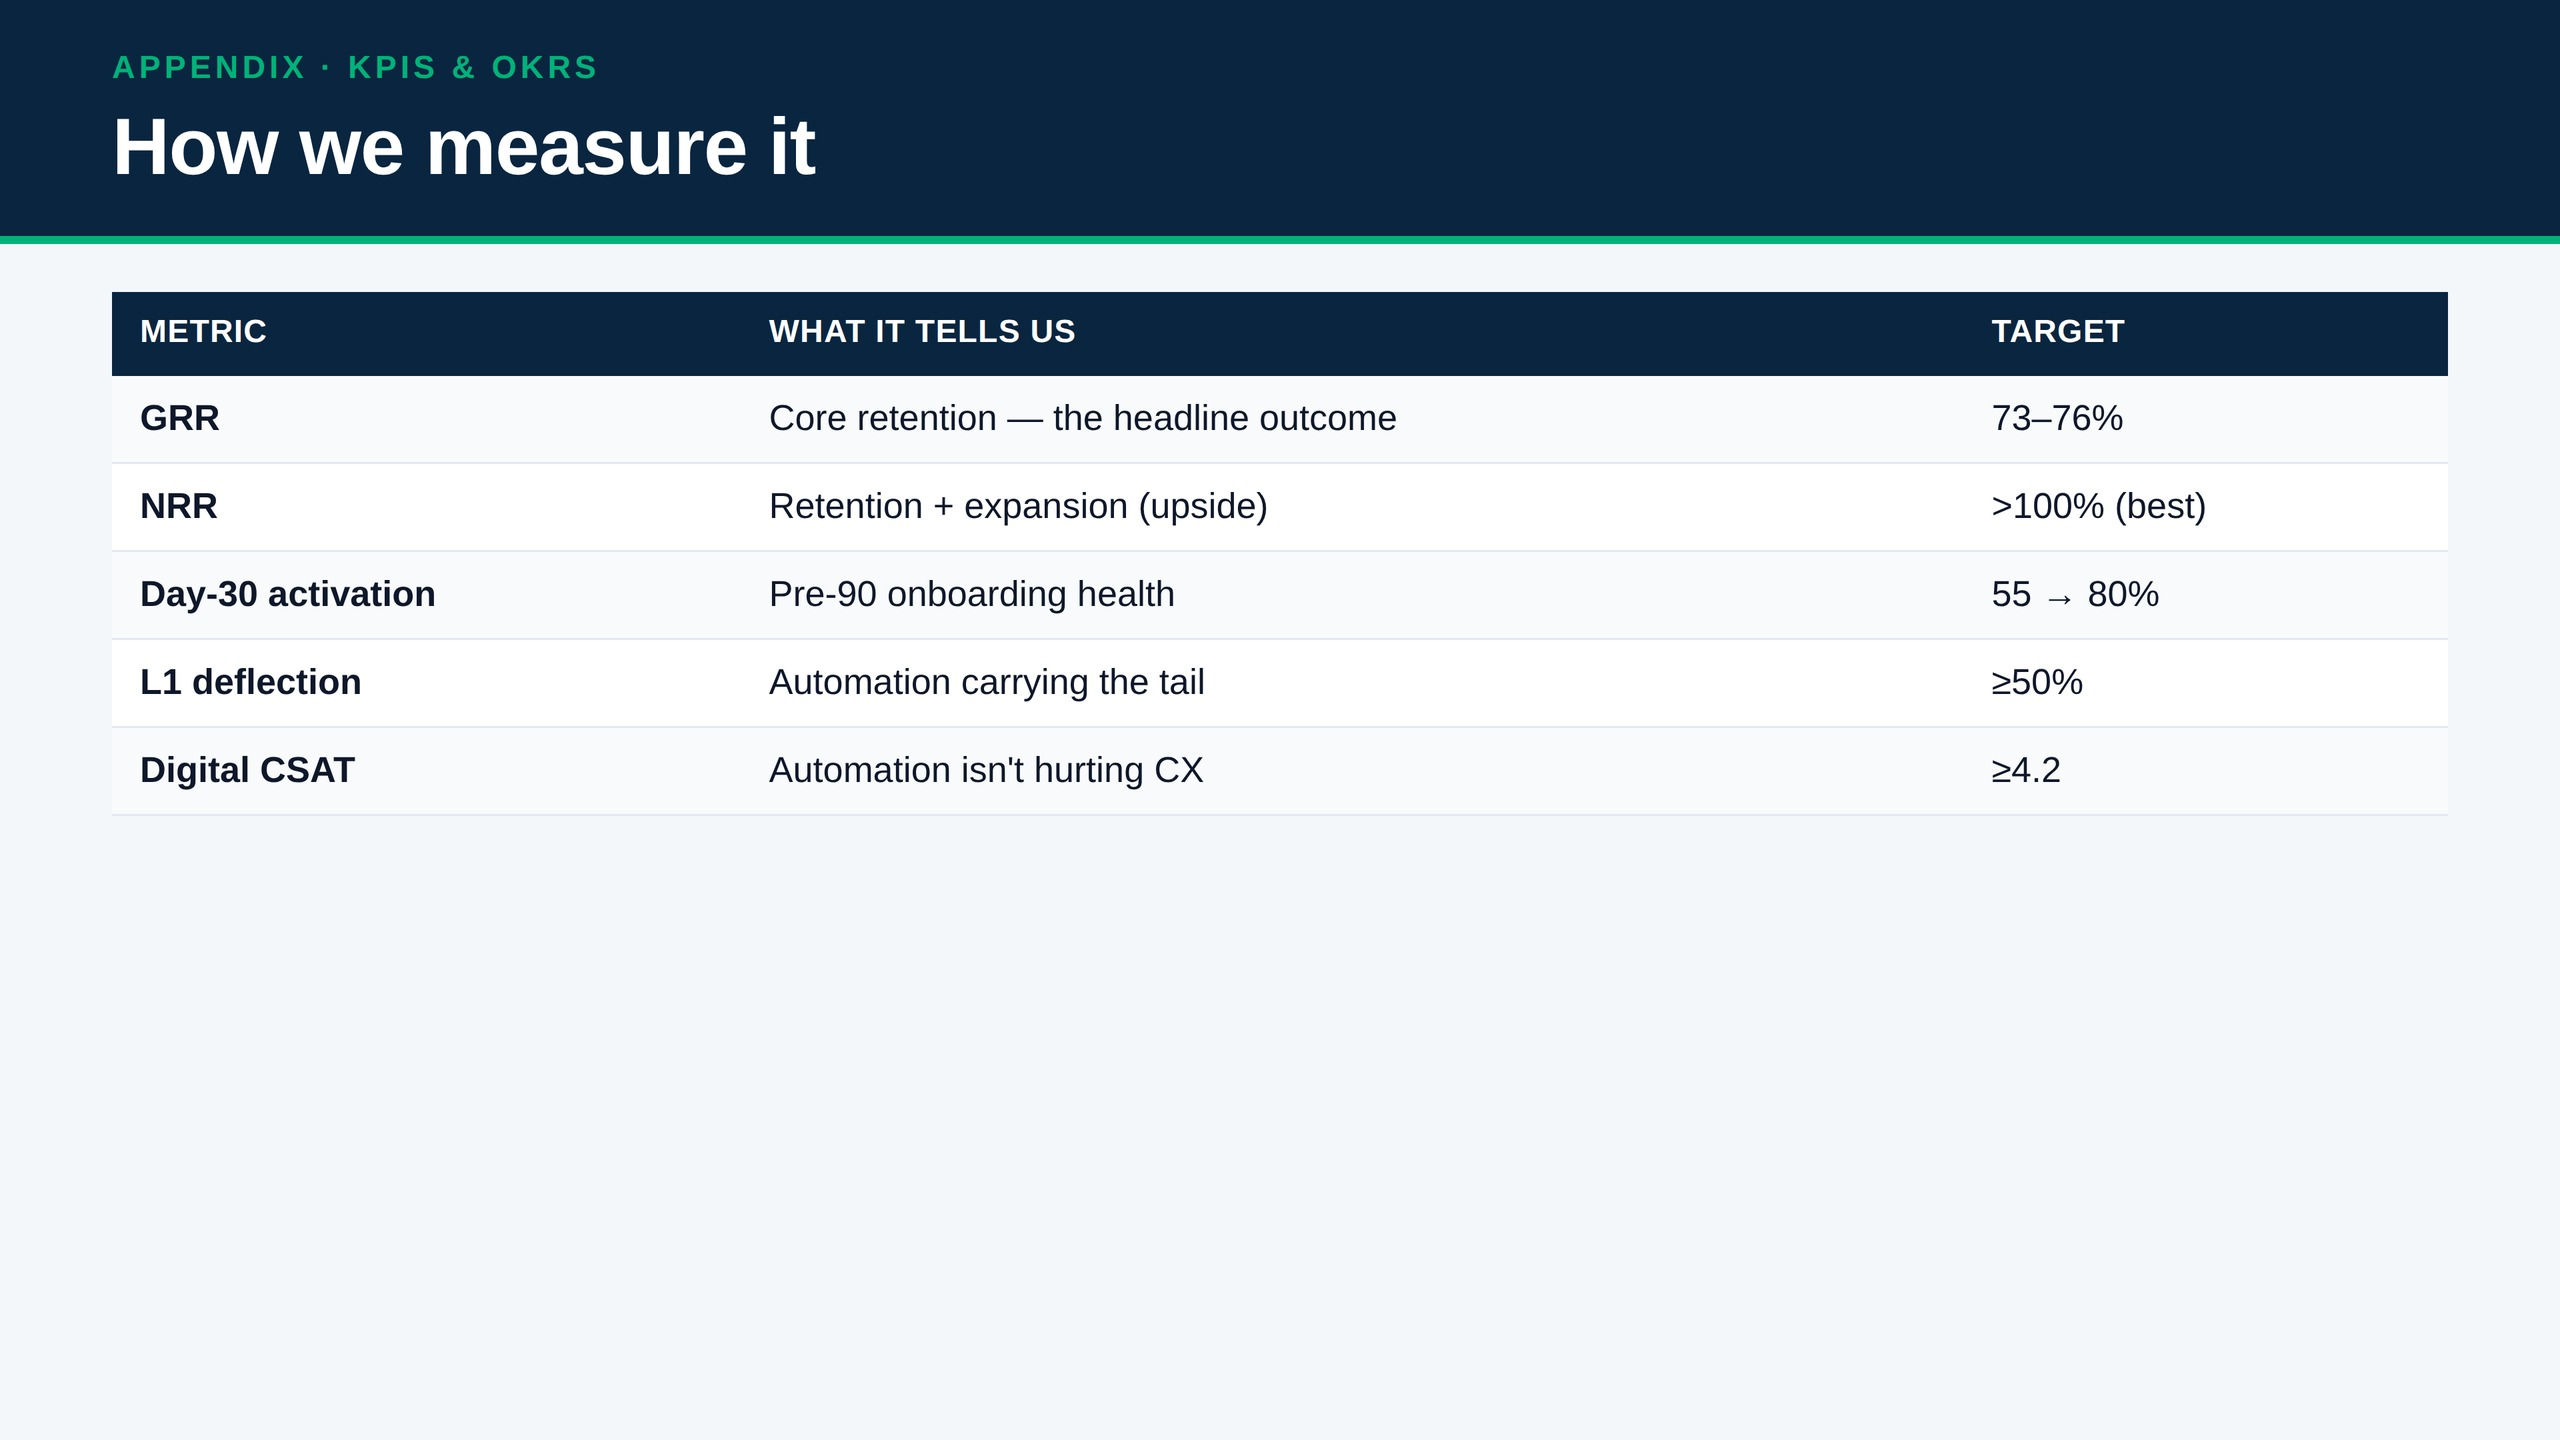 APPENDIX · KPIS & OKRS
How we measure it
METRIC WHAT IT TELLS US TARGET
GRR Core retention — the headline outcome 73–76%
NRR Retention + expansion (upside) >100% (best)
Day-30 activation Pre-90 onboarding health 55 → 80%
L1 deflection Automation carrying the tail ≥50%
Digital CSAT Automation isn't hurting CX ≥4.2